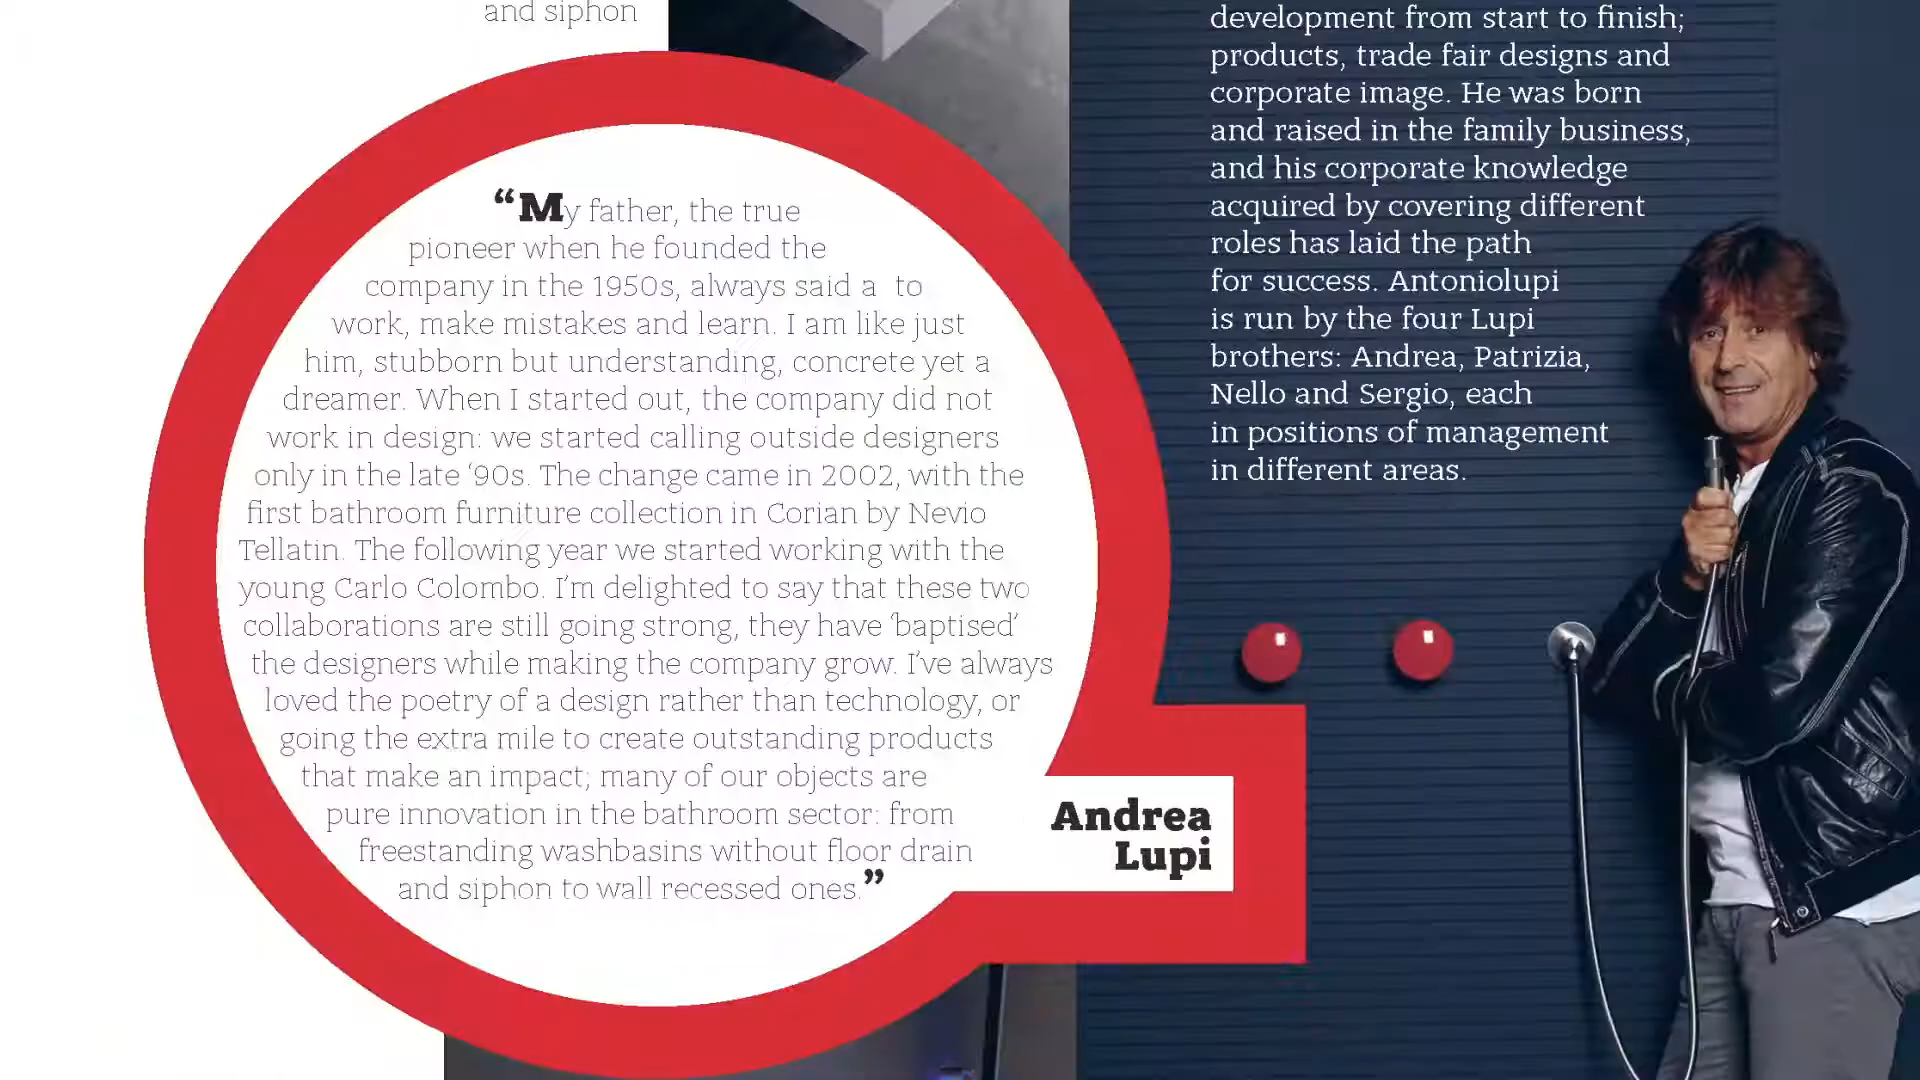 and siphon
“My father, the true
pioneer when he founded the
company in the 1950s, always said a  to
work, make mistakes and learn. I am like just
him, stubborn but understanding, concrete yet a
dreamer. When I started out, the company did not
work in design: we started calling outside designers
only in the late ‘90s. The change came in 2002, with the
first bathroom furniture collection in Corian by Nevio
Tellatin. The following year we started working with the
young Carlo Colombo. I’m delighted to say that these two
collaborations are still going strong, they have ‘baptised’
the designers while making the company grow. I’ve always
loved the poetry of a design rather than technology, or
going the extra mile to create outstanding products
that make an impact; many of our objects are
pure innovation in the bathroom sector: from
freestanding washbasins without floor drain
and siphon to wall recessed ones.”
Andrea
Lupi
development from start to finish;
products, trade fair designs and
corporate image. He was born
and raised in the family business,
and his corporate knowledge
acquired by covering different
roles has laid the path
for success. Antoniolupi
is run by the four Lupi
brothers: Andrea, Patrizia,
Nello and Sergio, each
in positions of management
in different areas.